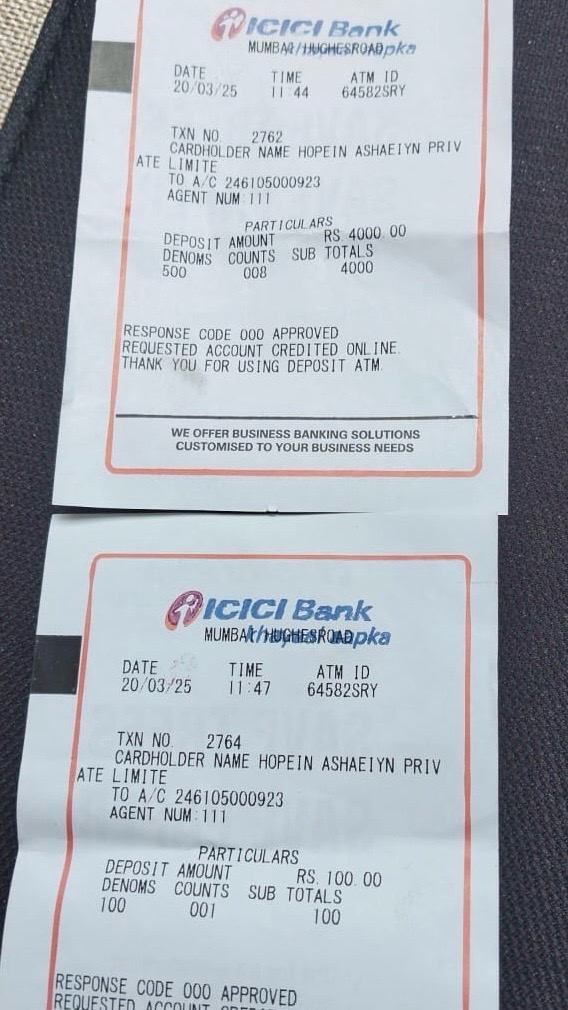 ICICI Bank
MUMBAI/HUGHESROAD
DATE TIME ATM ID
20/03/25 11:44 64582SRY
TXN NO. 2762
CARDHOLDER NAME HOPEIN ASHAEIYN PRIV
ATE LIMITE
TO A/C 246105000923
AGENT NUM:111
PARTICULARS
DEPOSIT AMOUNT RS. 4000.00
DENOMS COUNTS SUB TOTALS
500 008 4000
RESPONSE CODE 000 APPROVED
REQUESTED ACCOUNT CREDITED ONLINE.
THANK YOU FOR USING DEPOSIT ATM.
WE OFFER BUSINESS BANKING SOLUTIONS
CUSTOMISED TO YOUR BUSINESS NEEDS
ICICI Bank
MUMBAI HUGHESROAD
DATE TIME ATM ID
20/03/25 11:47 64582SRY
TXN NO. 2764
CARDHOLDER NAME HOPEIN ASHAEIYN PRIV
ATE LIMITE
TO A/C 246105000923
AGENT NUM:111
PARTICULARS
DEPOSIT AMOUNT RS. 100.00
DENOMS COUNTS SUB TOTALS
100 001 100
RESPONSE CODE 000 APPROVED
REQUESTED ACCOUNT